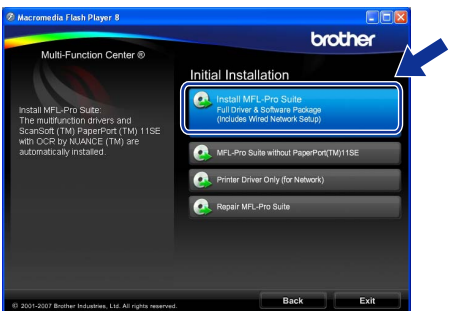 Macromedia Flash Player 8
brother
Multi-Function Center ®
Initial Installation
Install MFL-Pro Suite:
The multifunction drivers and
ScanSoft (TM) PaperPort (TM) 11SE
with OCR by NUANCE (TM) are
automatically installed.
Install MFL-Pro Suite
Full Driver & Software Package
(Includes Wired Network Setup)
MFL-Pro Suite without PaperPort(TM)11SE
Printer Driver Only (for Network)
Repair MFL-Pro Suite
© 2001-2007 Brother Industries, Ltd. All rights reserved.
Back
Exit